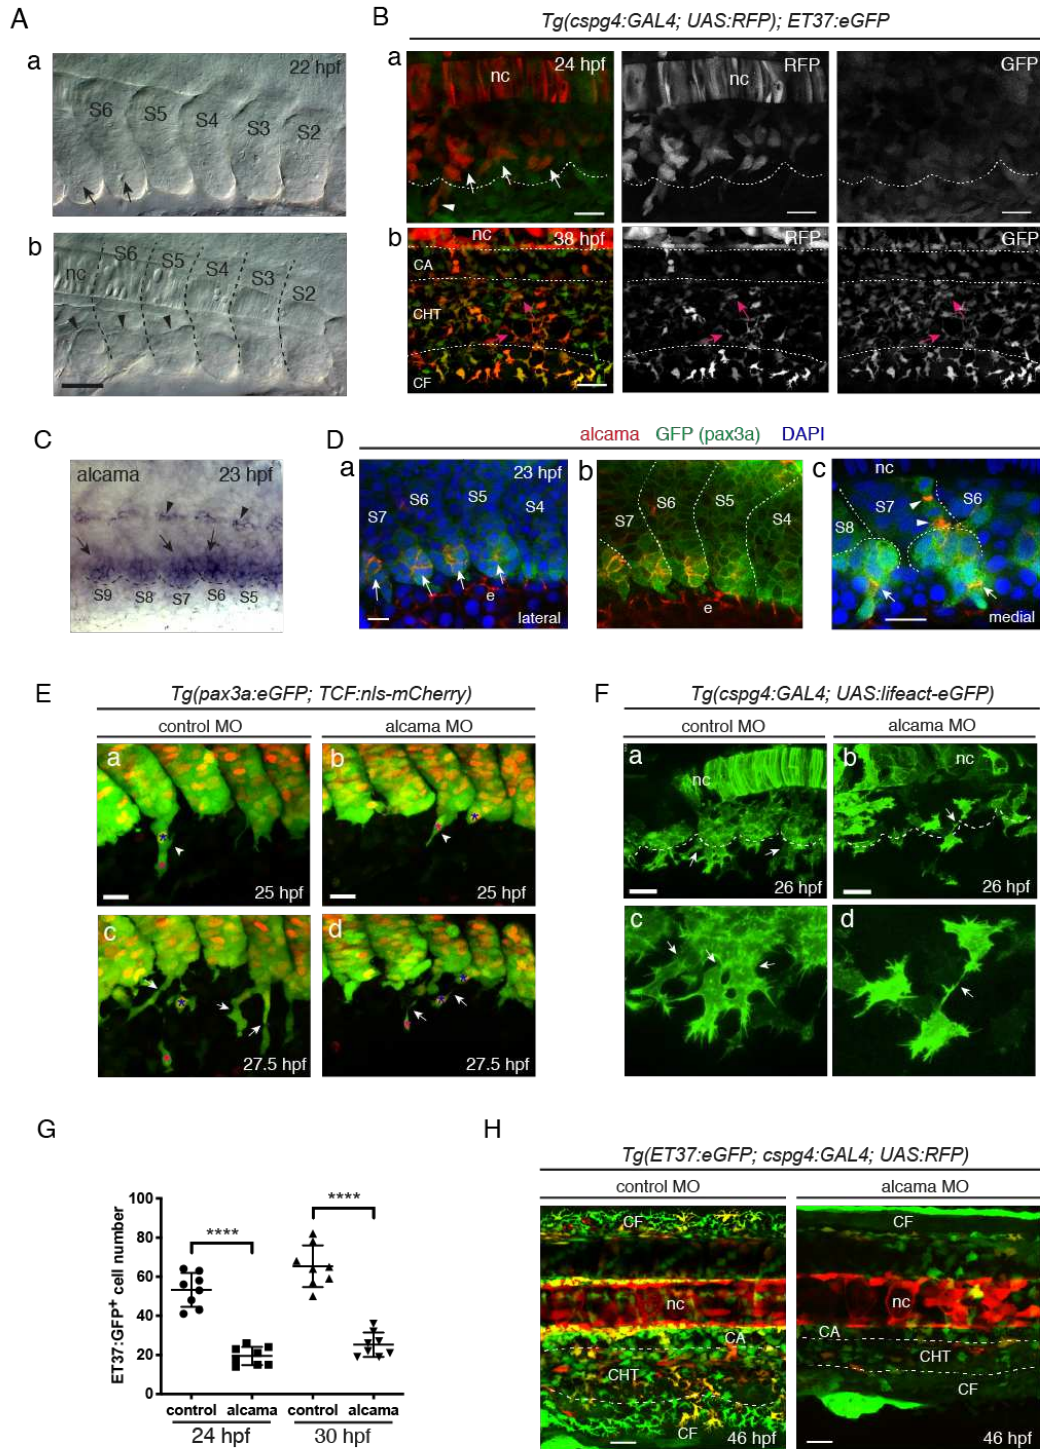 A
a
22 hpf
S6
S5
S4
S3
S2
b
nc
S6
S5
S4
S3
S2
B
Tg(cspg4:GAL4; UAS:RFP); ET37:eGFP
a
24 hpf
nc
RFP
GFP
b
nc
38 hpf
CA
CHT
CF
RFP
GFP
C
alcama
23 hpf
S9
S8
S7
S6
S5
D
alcama GFP (pax3a) DAPI
a
23 hpf
S7
S6
S5
S4
e
lateral
b
S7
S6
S5
S4
e
c
nc
S8
S7
S6
medial
E
Tg(pax3a:eGFP; TCF:nls-mCherry)
control MO
alcama MO
a
25 hpf
b
25 hpf
c
27.5 hpf
d
27.5 hpf
F
Tg(cspg4:GAL4; UAS:lifeact-eGFP)
control MO
alcama MO
a
nc
26 hpf
b
nc
26 hpf
c
d
G
ET37:GFP+ cell number
100
80
60
40
20
0
****
****
control alcama control alcama
24 hpf 30 hpf
H
Tg(ET37:eGFP; cspg4:GAL4; UAS:RFP)
control MO
alcama MO
CF
nc
CA
CHT
CF
46 hpf
CF
nc
CA
CHT
CF
46 hpf